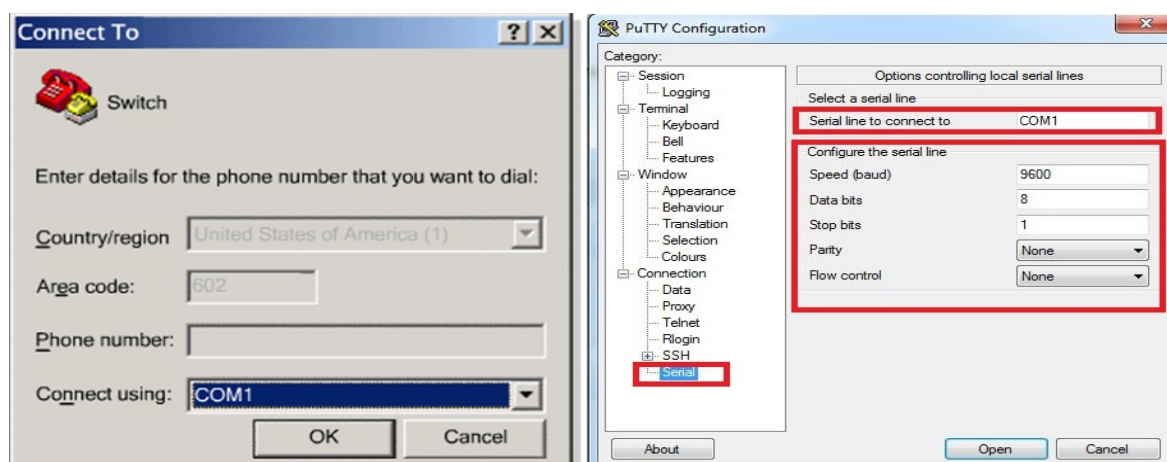 Connect To
Switch
Enter details for the phone number that you want to dial:
Country/region United States of America (1)
Area code: 602
Phone number:
Connect using: COM1
OK Cancel
PuTTY Configuration
Category:
Session
Logging
Terminal
Keyboard
Bell
Features
Window
Appearance
Behaviour
Translation
Selection
Colours
Connection
Data
Proxy
Telnet
Rlogin
SSH
Serial
Options controlling local serial lines
Select a serial line
Serial line to connect to COM1
Configure the serial line
Speed (baud) 9600
Data bits 8
Stop bits 1
Parity None
Flow control None
About Open Cancel